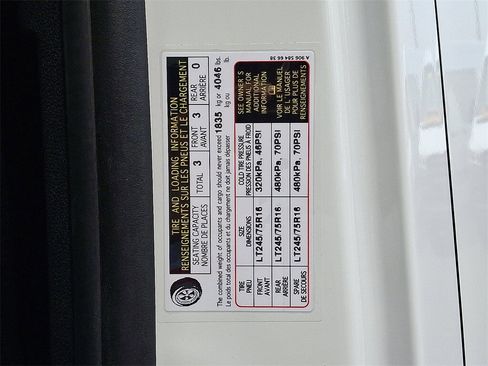 TIRE AND LOADING INFORMATION
RENSEIGNEMENTS SUR LES PNEUS ET LE CHARGEMENT
SEATING CAPACITY
NOMBRE DE PLACES
TOTAL 3
FRONT
AVANT
3
REAR
ARRIÈRE
0
The combined weight of occupants and cargo should never exceed 1835 kg or 4046 lbs.
Le poids total des occupants et du chargement ne doit jamais dépasser kg ou lb.
TIRE
PNEU
SIZE
DIMENSIONS
COLD TIRE PRESSURE
PRESSION DES PNEUS À FROID
FRONT
AVANT
LT245/75R16
320kPa, 46PSI
REAR
ARRIÈRE
LT245/75R16
480kPa, 70PSI
SPARE
DE SECOURS
LT245/75R16
480kPa, 70PSI
SEE OWNER'S
MANUAL FOR
ADDITIONAL
INFORMATION
VOIR LE MANUEL
DE L'USAGER
POUR PLUS DE
RENSEIGNEMENTS
A 906 584 66 38